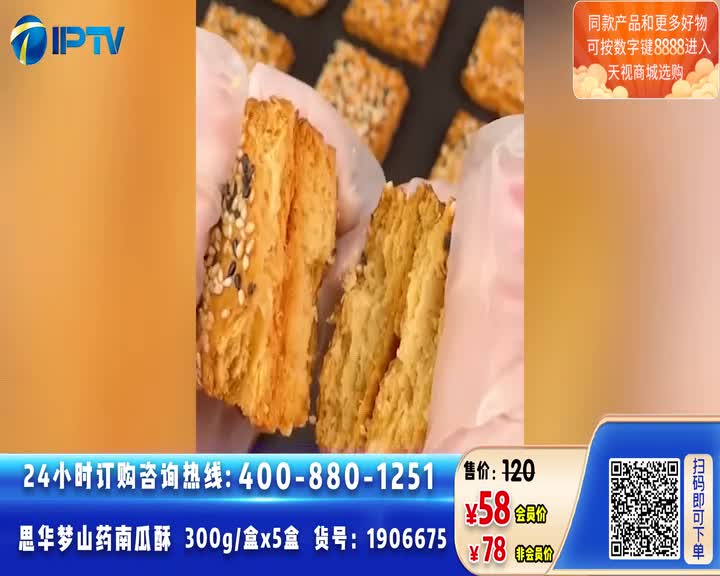 IPTV
同款产品和更多好物
可按数字键8888进入
天视商城选购
24小时订购咨询热线:400-880-1251
思华梦山药南瓜酥 300g/盒x5盒 货号:1906675
售价:120
¥58会员价
¥78 非会员价
扫码即可下单